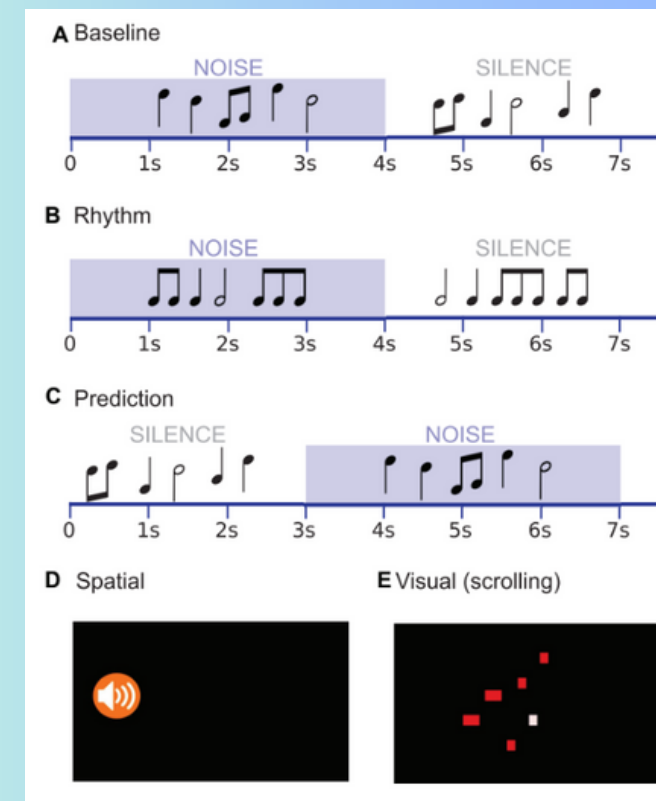 A Baseline
NOISE SILENCE
0 1s 2s 3s 4s 5s 6s 7s
B Rhythm
NOISE SILENCE
0 1s 2s 3s 4s 5s 6s 7s
C Prediction
SILENCE NOISE
0 1s 2s 3s 4s 5s 6s 7s
D Spatial E Visual (scrolling)